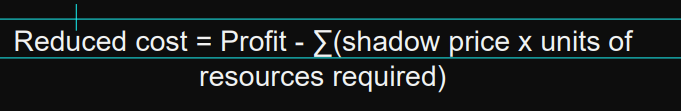 Reduced cost = Profit - ∑(shadow price x units of
resources required)